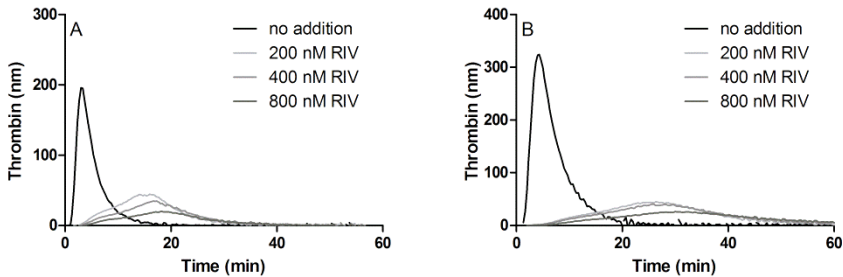 A
no addition
200 nM RIV
400 nM RIV
800 nM RIV
Thrombin (nm)
300
200
100
0
0 20 40 60
Time (min)
B
no addition
200 nM RIV
400 nM RIV
800 nM RIV
Thrombin (nm)
400
300
200
100
0
0 20 40 60
Time (min)